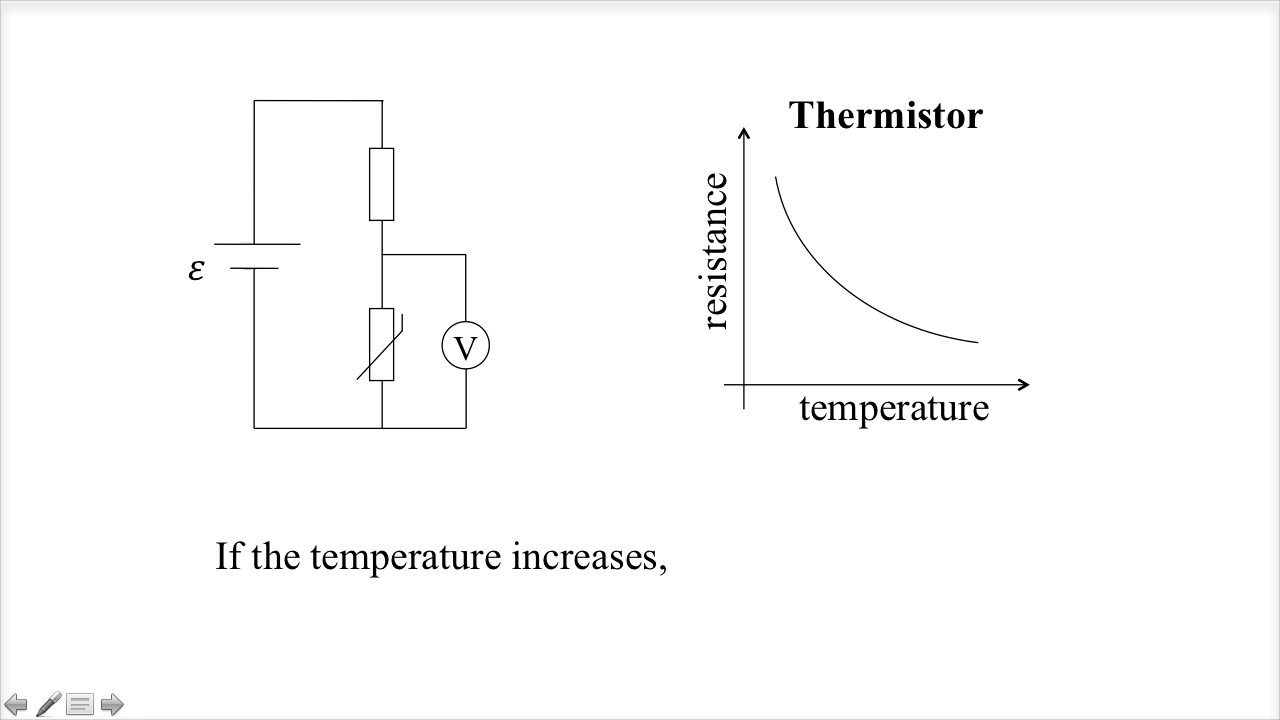 Thermistor
resistance
ε
V
temperature
If the temperature increases,